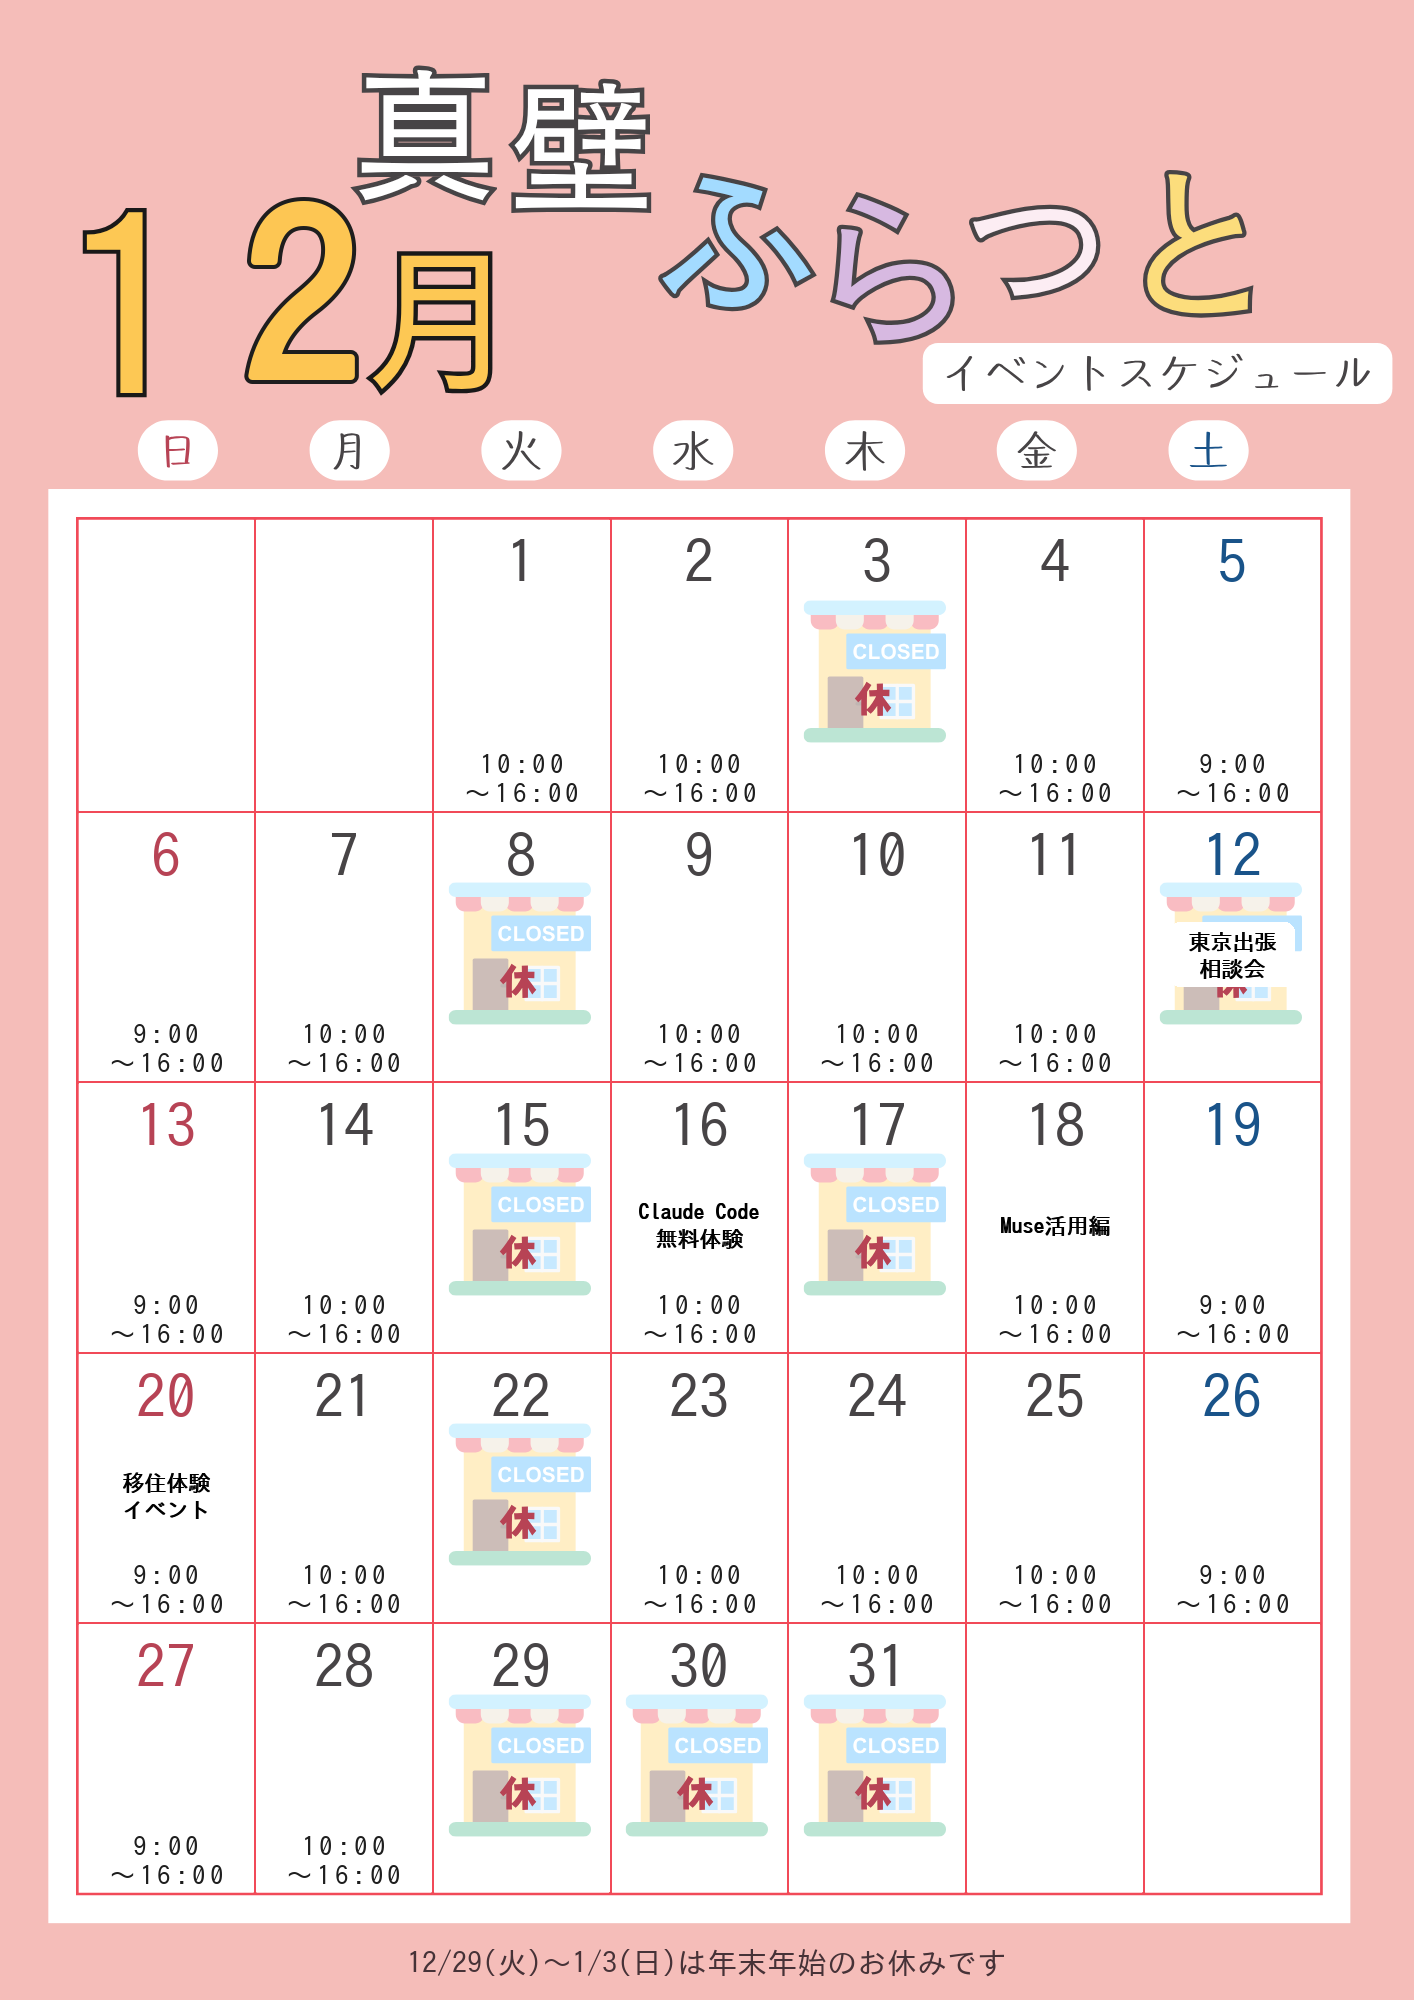 真壁
12月
ふらっと
イベントスケジュール
日 月 火 水 木 金 土
1 2 3 4 5
CLOSED
休
10:00 10:00 10:00 9:00
～16:00 ～16:00 ～16:00 ～16:00
6 7 8 9 10 11 12
CLOSED
東京出張
相談会
休
9:00 10:00 10:00 10:00 10:00
～16:00 ～16:00 ～16:00 ～16:00 ～16:00
13 14 15 16 17 18 19
CLOSED CLOSED
Claude Code
無料体験
Muse活用編
休 休
9:00 10:00 10:00 10:00 9:00
～16:00 ～16:00 ～16:00 ～16:00 ～16:00
20 21 22 23 24 25 26
CLOSED
移住体験
イベント
休
9:00 10:00 10:00 10:00 10:00 9:00
～16:00 ～16:00 ～16:00 ～16:00 ～16:00 ～16:00
27 28 29 30 31
CLOSED CLOSED CLOSED
休 休 休
9:00 10:00
～16:00 ～16:00
12/29(火)～1/3(日)は年末年始のお休みです